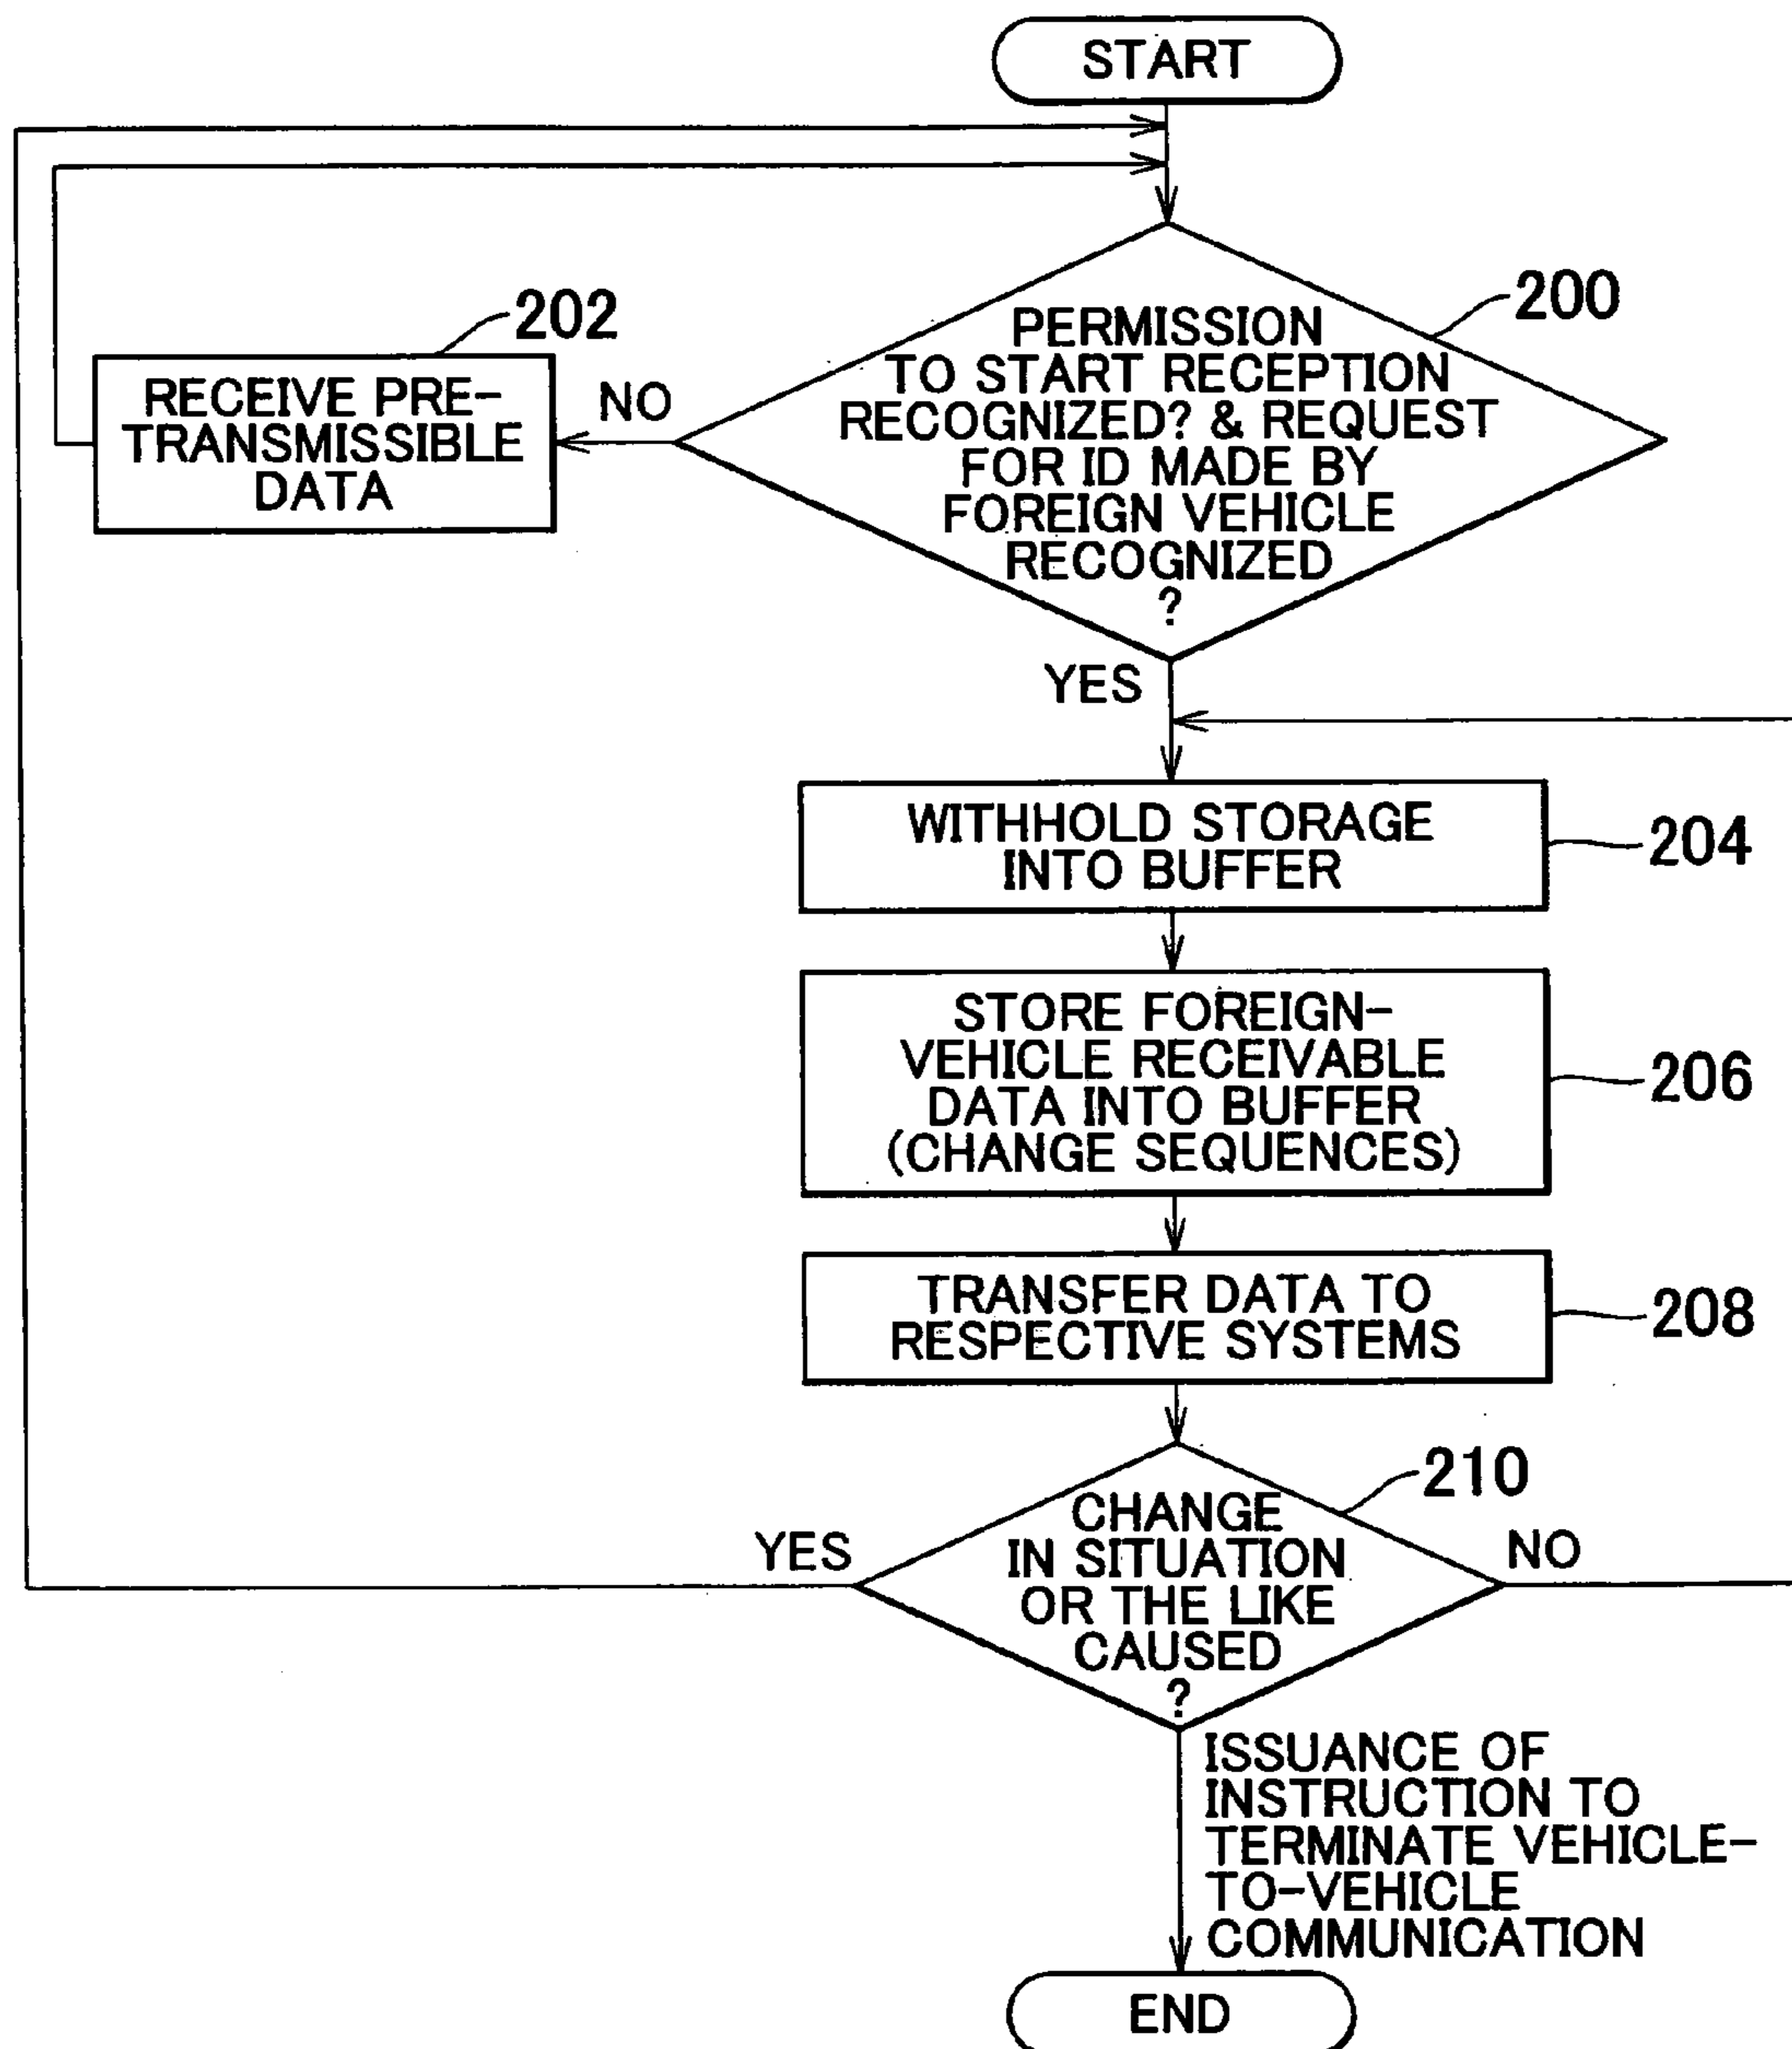 START
200
PERMISSION
TO START RECEPTION
RECOGNIZED? & REQUEST
FOR ID MADE BY
FOREIGN VEHICLE
RECOGNIZED
?
202
RECEIVE PRE-
TRANSMISSIBLE
DATA
NO
YES
WITHHOLD STORAGE
INTO BUFFER
204
STORE FOREIGN-
VEHICLE RECEIVABLE
DATA INTO BUFFER
(CHANGE SEQUENCES)
206
TRANSFER DATA TO
RESPECTIVE SYSTEMS
208
210
CHANGE
IN SITUATION
OR THE LIKE
CAUSED
?
YES
NO
ISSUANCE OF
INSTRUCTION TO
TERMINATE VEHICLE-
TO-VEHICLE
COMMUNICATION
END